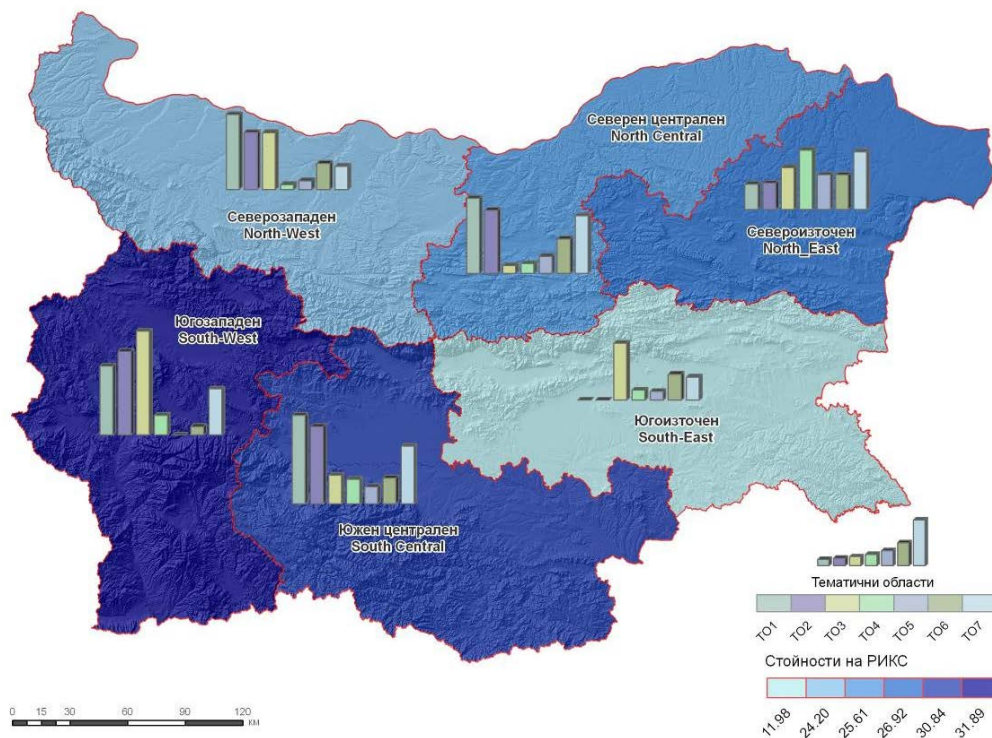 Северен централен
North Central
Северозападен
North-West
Североизточен
North_East
Югозападен
South-West
Югоизточен
South-East
Южен централен
South Central
Тематични области
ТО1 ТО2 ТО3 ТО4 ТО5 ТО6 ТО7
Стойности на РИКС
11.98 24.20 25.61 26.92 30.84 31.89
0 15 30 60 90 120
КМ